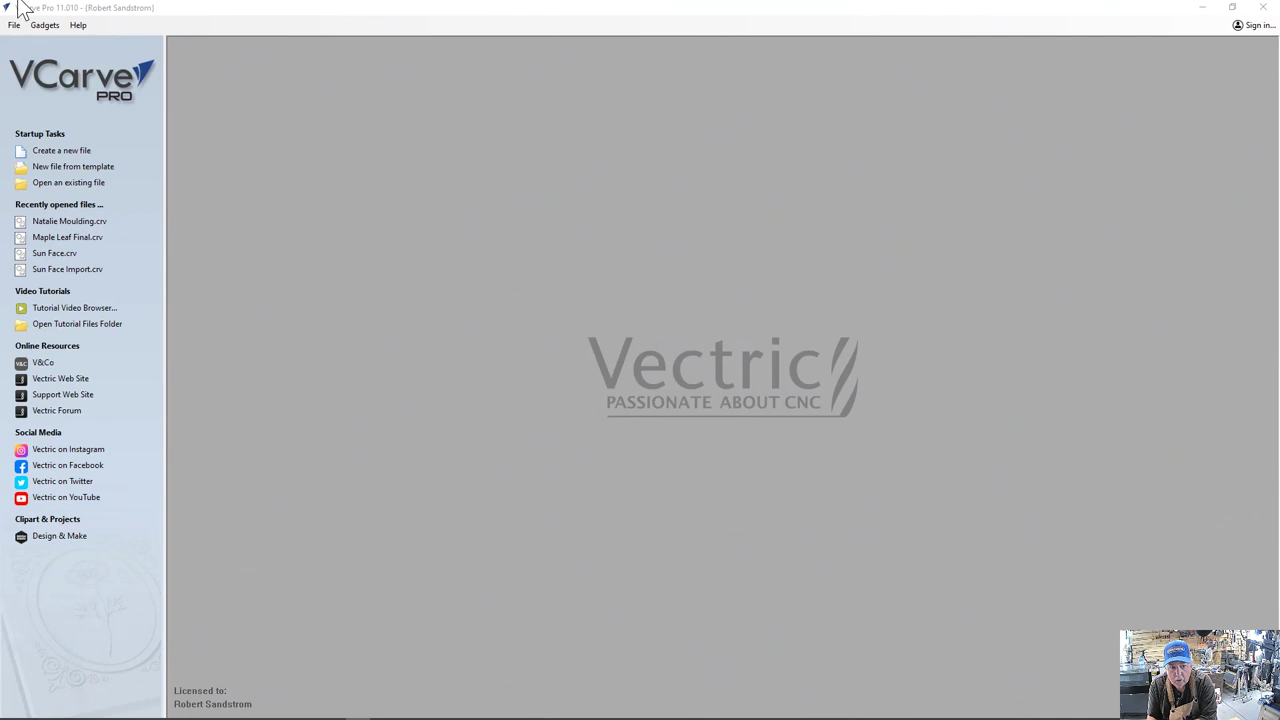 rve Pro 11.010 - {Robert Sandstrom}
File Gadgets Help Sign in...
VCarve
PRO
Startup Tasks
Create a new file
New file from template
Open an existing file
Recently opened files ...
Natalie Moulding.crv
Maple Leaf Final.crv
Sun Face.crv
Sun Face Import.crv
Video Tutorials
Tutorial Video Browser...
Open Tutorial Files Folder
Online Resources
V&Co
Vectric Web Site
Support Web Site
Vectric Forum
Social Media
Vectric on Instagram
Vectric on Facebook
Vectric on Twitter
Vectric on YouTube
Clipart & Projects
Design & Make
Vectric
PASSIONATE ABOUT CNC
Licensed to:
Robert Sandstrom